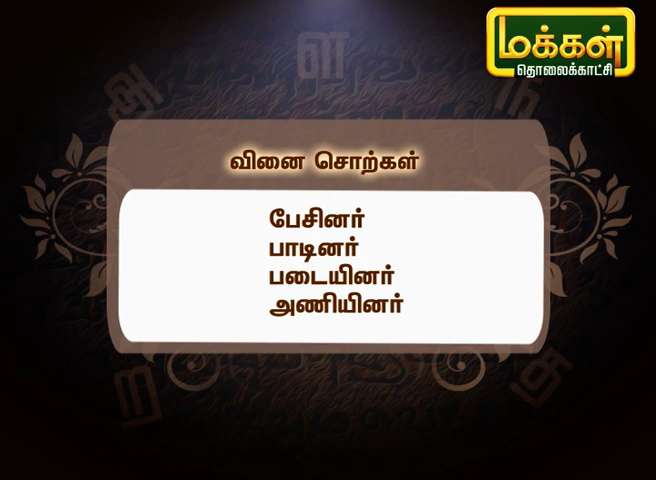 மக்கள்
தொலைக்காட்சி
வினை சொற்கள்
பேசினர்
பாடினர்
படையினர்
அணியினர்